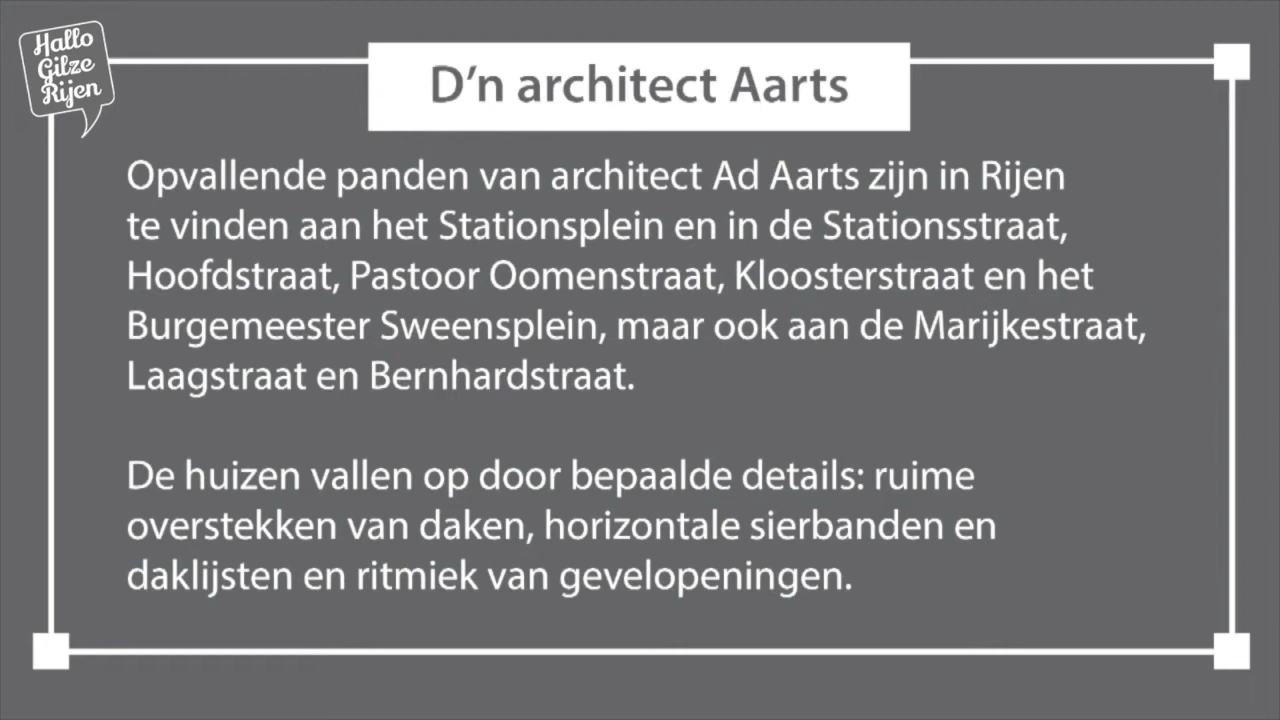 Hallo
Gilze
Rijen
D'n architect Aarts
Opvallende panden van architect Ad Aarts zijn in Rijen
te vinden aan het Stationsplein en in de Stationsstraat,
Hoofdstraat, Pastoor Oomenstraat, Kloosterstraat en het
Burgemeester Sweensplein, maar ook aan de Marijkestraat,
Laagstraat en Bernhardstraat.
De huizen vallen op door bepaalde details: ruime
overstekken van daken, horizontale sierbanden en
daklijsten en ritmiek van gevelopeningen.